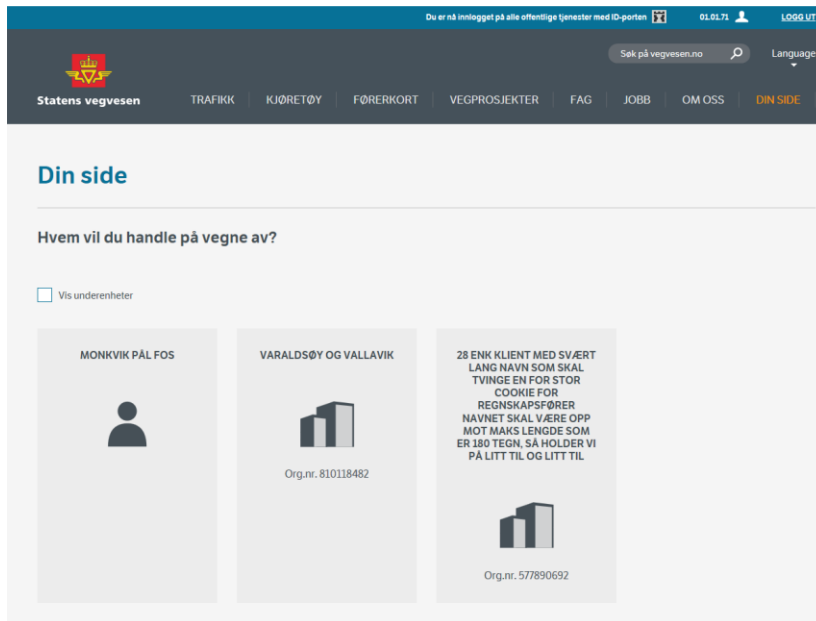 Du er nå innlogget på alle offentlige tjenester med ID-porten
01.01.71
LOGG UT
Søk på vegvesen.no
Language
Statens vegvesen
TRAFIKK
KJØRETØY
FØRERKORT
VEGPROSJEKTER
FAG
JOBB
OM OSS
DIN SIDE
Din side
Hvem vil du handle på vegne av?
Vis underenheter
MONKVIK PÅL FOS
VARALDSØY OG VALLAVIK
Org.nr. 810118482
28 ENK KLIENT MED SVÆRT
LANG NAVN SOM SKAL
TVINGE EN FOR STOR
COOKIE FOR
REGNSKAPSFØRER
NAVNET SKAL VÆRE OPP
MOT MAKS LENGDE SOM
ER 180 TEGN, SÅ HOLDER VI
PÅ LITT TIL OG LITT TIL
Org.nr. 577890692